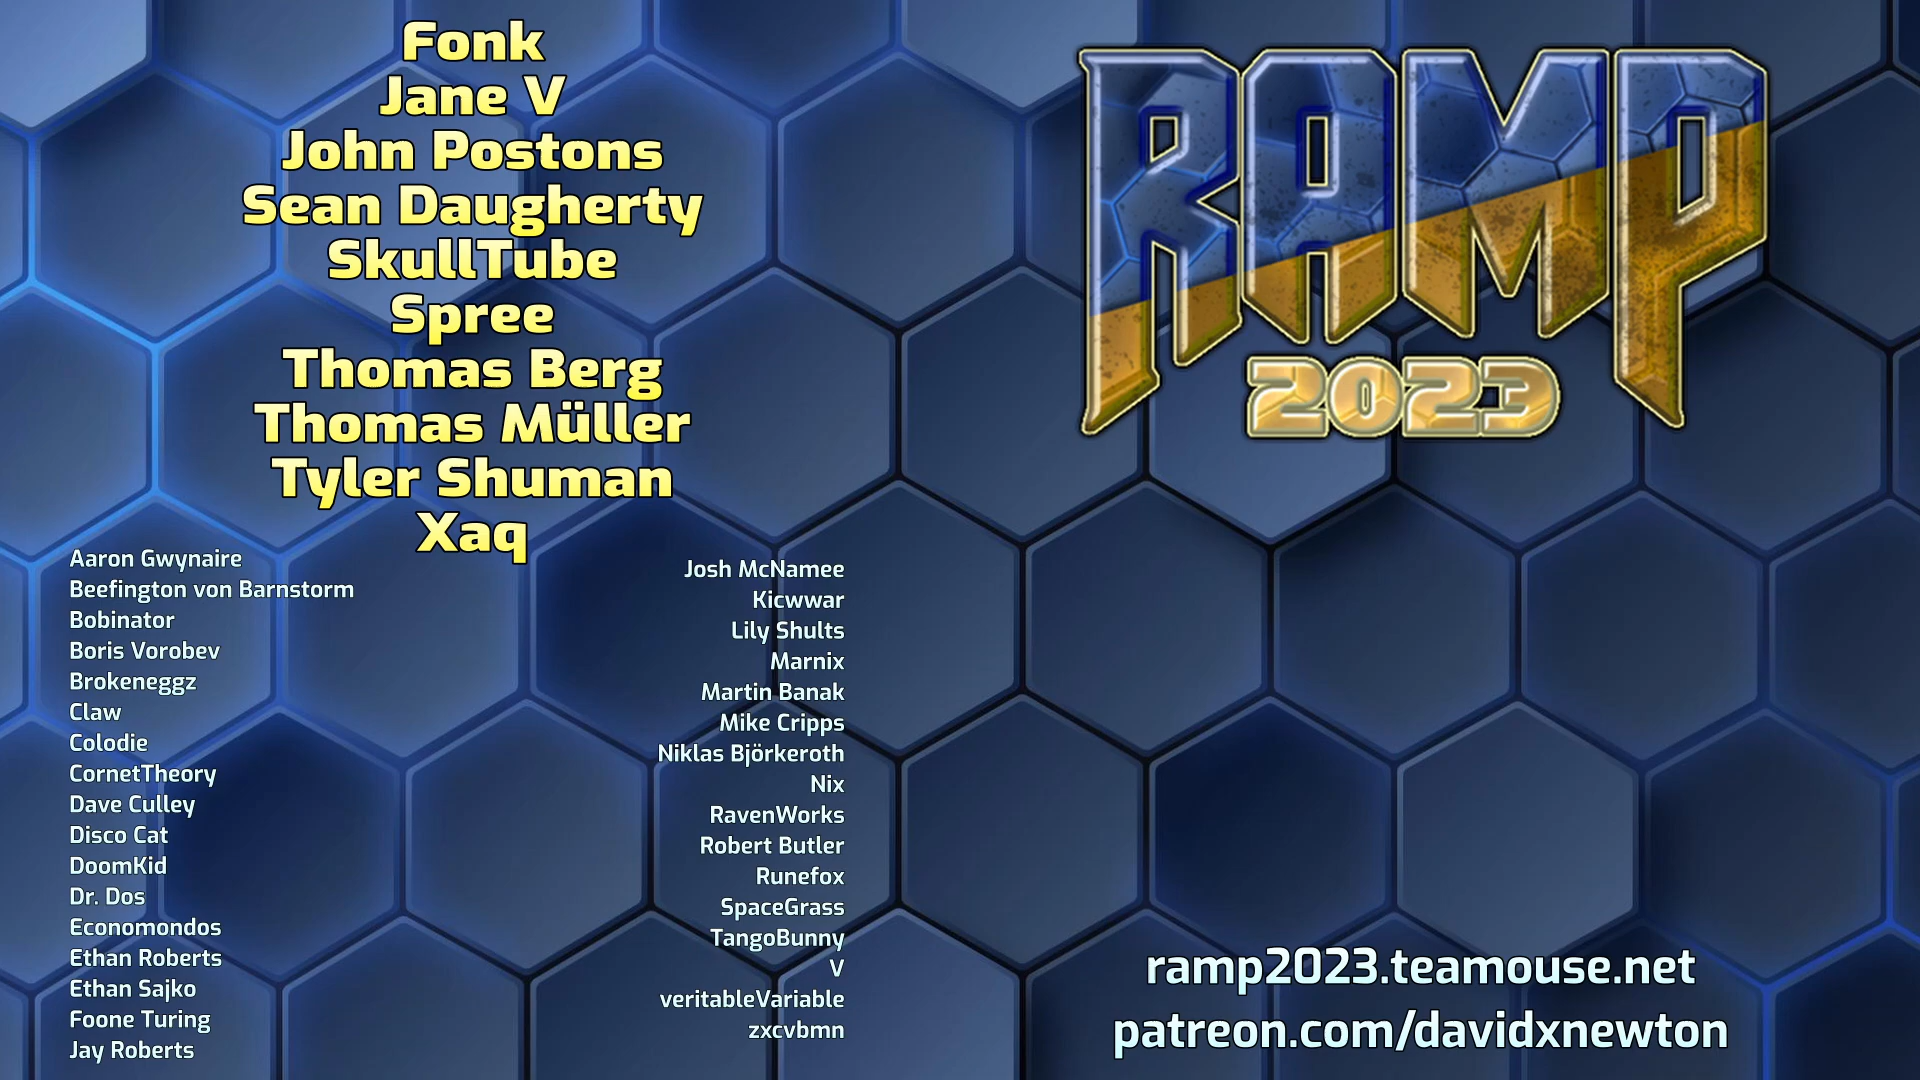 Fonk
Jane V
John Postons
Sean Daugherty
SkullTube
Spree
Thomas Berg
Thomas Müller
Tyler Shuman
Xaq
Aaron Gwynaire
Beefington von Barnstorm
Bobinator
Boris Vorobev
Brokeneggz
Claw
Colodie
CornetTheory
Dave Culley
Disco Cat
DoomKid
Dr. Dos
Economondos
Ethan Roberts
Ethan Sajko
Foone Turing
Jay Roberts
Josh McNamee
Kicwwar
Lily Shults
Marnix
Martin Banak
Mike Cripps
Niklas Björkeroth
Nix
RavenWorks
Robert Butler
Runefox
SpaceGrass
TangoBunny
V
veritableVariable
zxcvbmn
RAMP
2023
ramp2023.teamouse.net
patreon.com/davidxnewton